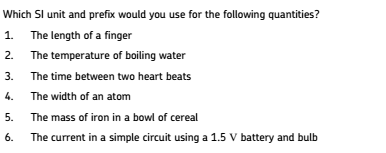 Which SI unit and prefix would you use for the following quantities?
1. The length of a finger
2. The temperature of boiling water
3. The time between two heart beats
4. The width of an atom
5. The mass of iron in a bowl of cereal
6. The current in a simple circuit using a 1.5 V battery and bulb